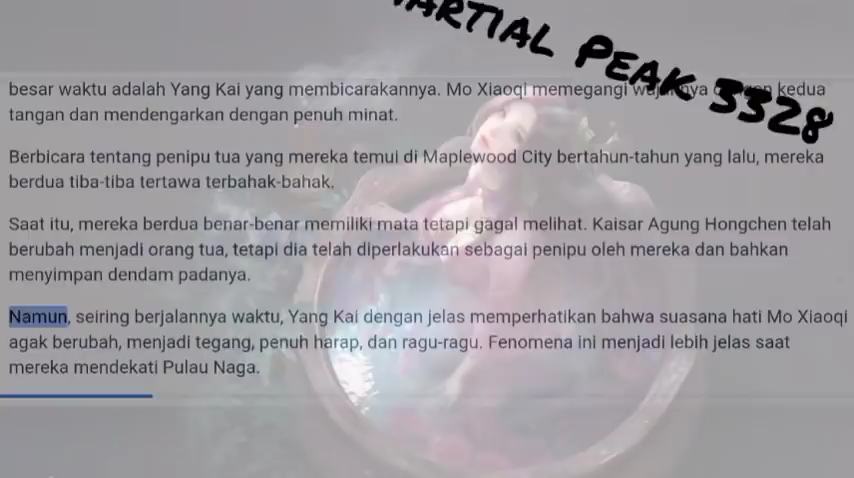 MARTIAL PEAK 3328
besar waktu adalah Yang Kai yang membicarakannya. Mo Xiaoqi memegangi wajahnya dengan kedua
tangan dan mendengarkan dengan penuh minat.
Berbicara tentang penipu tua yang mereka temui di Maplewood City bertahun-tahun yang lalu, mereka
berdua tiba-tiba tertawa terbahak-bahak.
Saat itu, mereka berdua benar-benar memiliki mata tetapi gagal melihat. Kaisar Agung Hongchen telah
berubah menjadi orang tua, tetapi dia telah diperlakukan sebagai penipu oleh mereka dan bahkan
menyimpan dendam padanya.
Namun, seiring berjalannya waktu, Yang Kai dengan jelas memperhatikan bahwa suasana hati Mo Xiaoqi
agak berubah, menjadi tegang, penuh harap, dan ragu-ragu. Fenomena ini menjadi lebih jelas saat
mereka mendekati Pulau Naga.